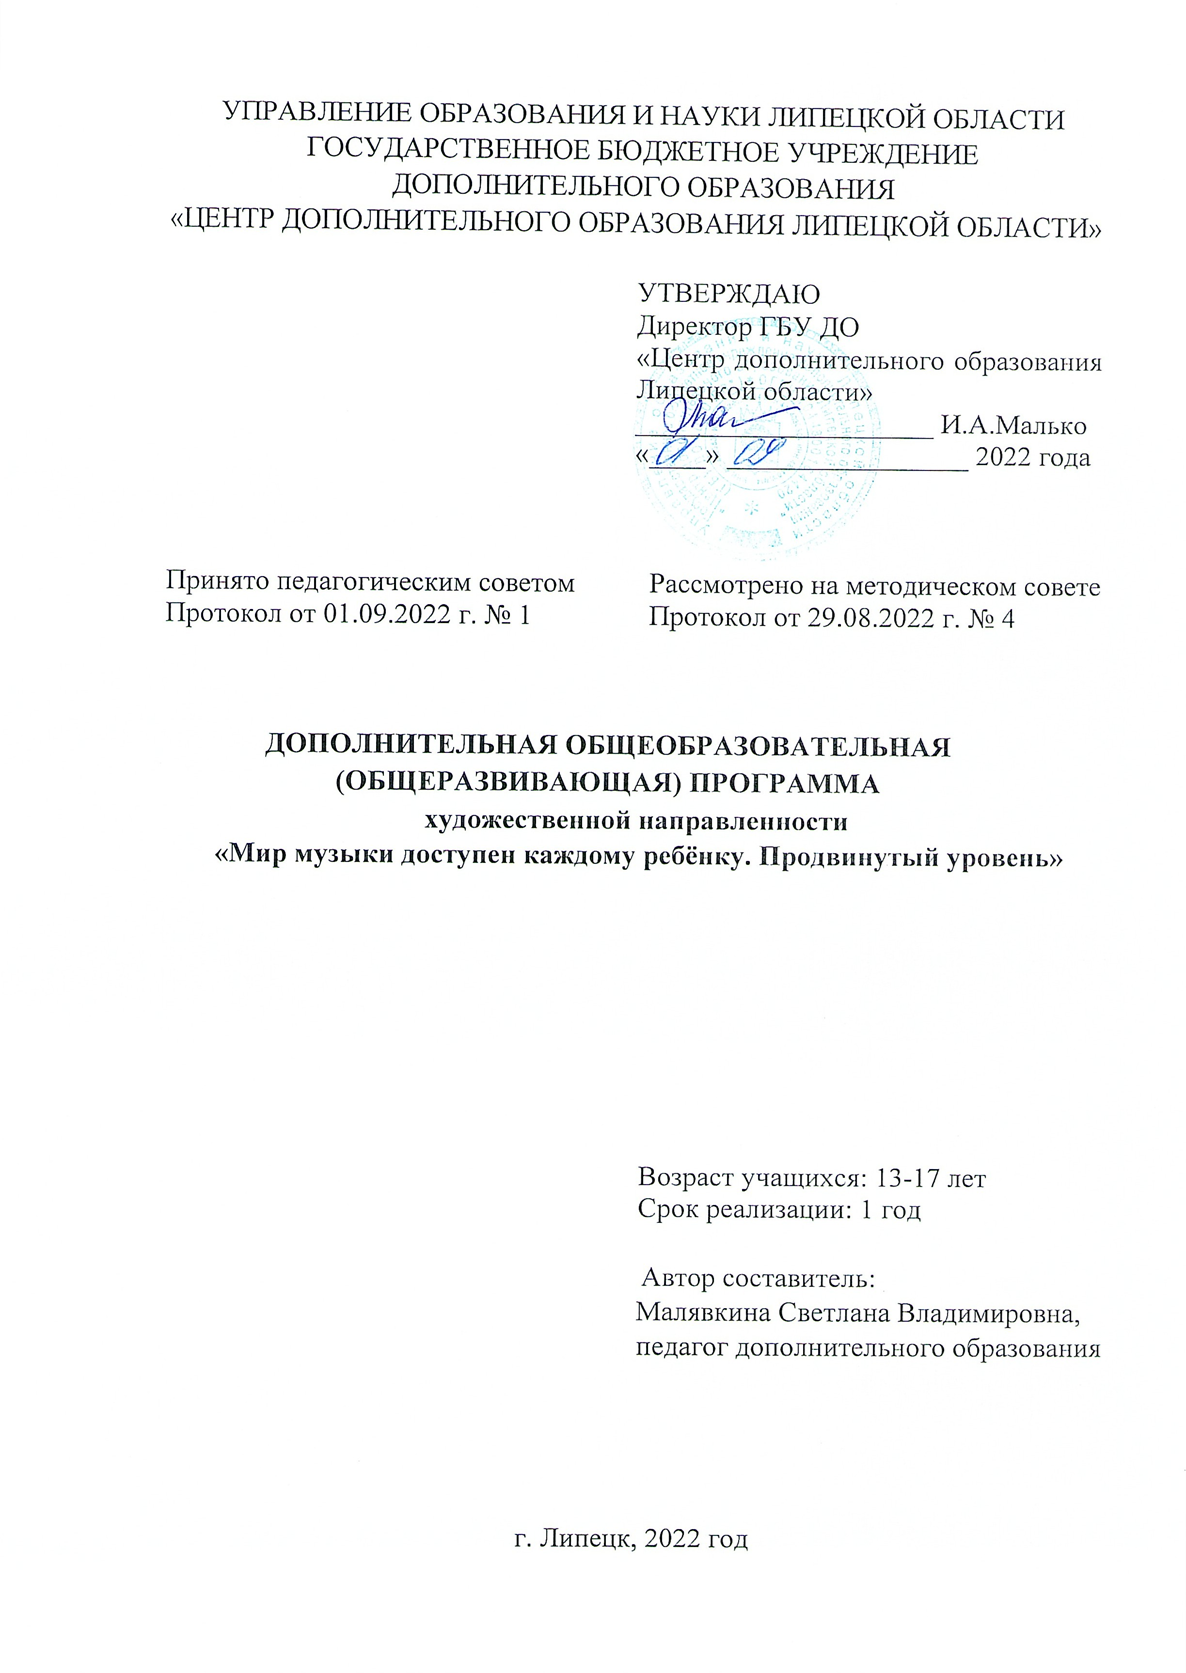 УПРАВЛЕНИЕ ОБРАЗОВАНИЯ И НАУКИ ЛИПЕЦКОЙ ОБЛАСТИ
ГОСУДАРСТВЕННОЕ БЮДЖЕТНОЕ УЧРЕЖДЕНИЕ
ДОПОЛНИТЕЛЬНОГО ОБРАЗОВАНИЯ
«ЦЕНТР ДОПОЛНИТЕЛЬНОГО ОБРАЗОВАНИЯ ЛИПЕЦКОЙ ОБЛАСТИ»
УТВЕРЖДАЮ
Директор ГБУ ДО
«Центр дополнительного образования
Липецкой области»
И.А.Малько
«01» 09 2022 года
Принято педагогическим советом
Протокол от 01.09.2022 г. № 1
Рассмотрено на методическом совете
Протокол от 29.08.2022 г. № 4
ДОПОЛНИТЕЛЬНАЯ ОБЩЕОБРАЗОВАТЕЛЬНАЯ
(ОБЩЕРАЗВИВАЮЩАЯ) ПРОГРАММА
художественной направленности
«Мир музыки доступен каждому ребёнку. Продвинутый уровень»
Возраст учащихся: 13-17 лет
Срок реализации: 1 год
Автор составитель:
Малявкина Светлана Владимировна,
педагог дополнительного образования
г. Липецк, 2022 год